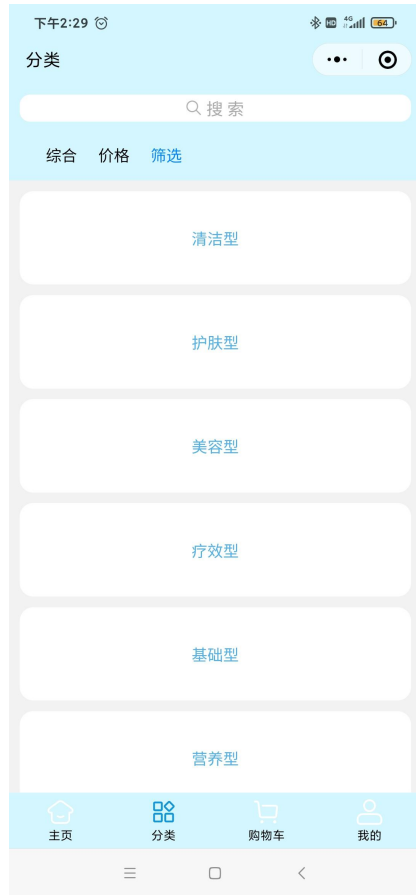 下午2:29 HD 4G 64
分类
搜索
综合 价格 筛选
清洁型
护肤型
美容型
疗效型
基础型
营养型
主页 分类 购物车 我的